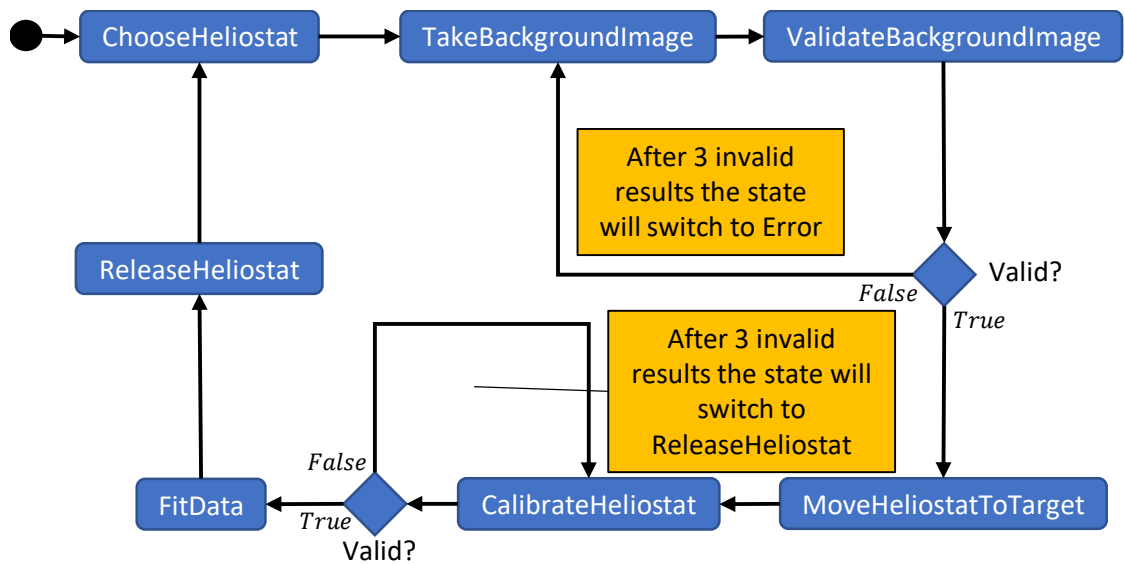 ChooseHeliostat
TakeBackgroundImage
ValidateBackgroundImage
After 3 invalid
results the state
will switch to Error
ReleaseHeliostat
Valid?
False
True
After 3 invalid
results the state will
switch to
ReleaseHeliostat
False
FitData
True
CalibrateHeliostat
MoveHeliostatToTarget
Valid?